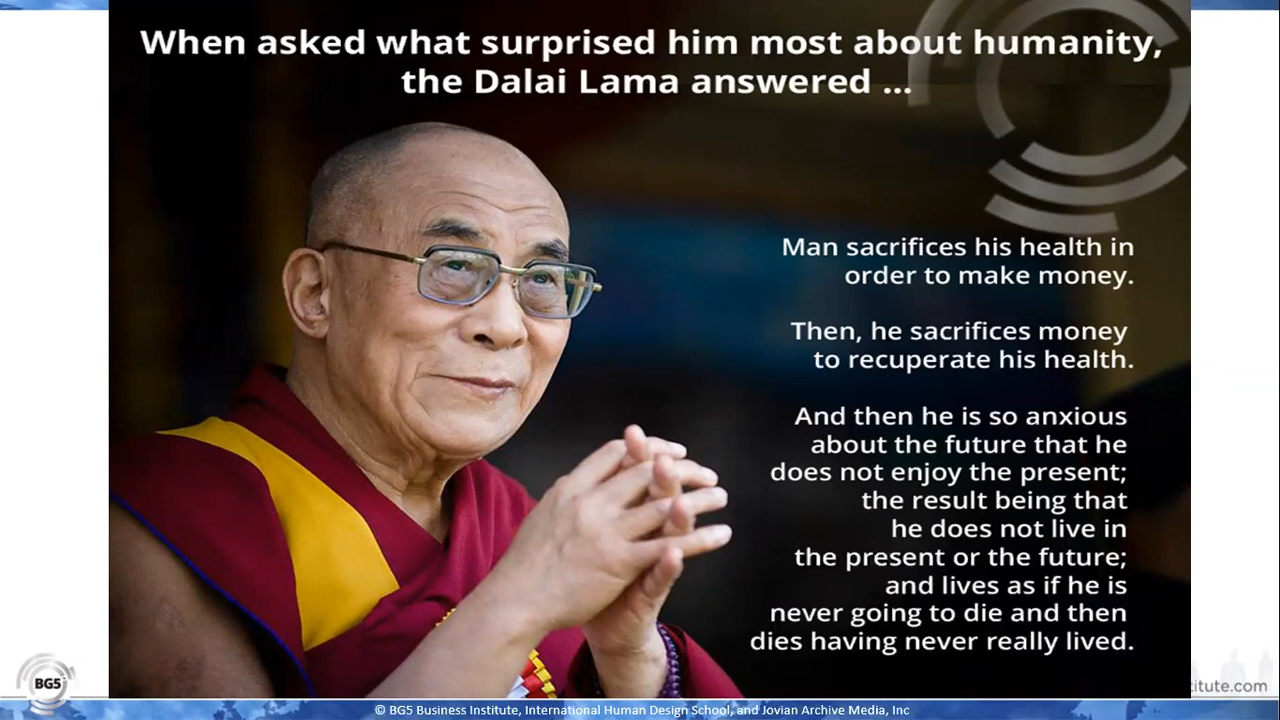 When asked what surprised him most about humanity,
the Dalai Lama answered ...
Man sacrifices his health in
order to make money.
Then, he sacrifices money
to recuperate his health.
And then he is so anxious
about the future that he
does not enjoy the present;
the result being that
he does not live in
the present or the future;
and lives as if he is
never going to die and then
dies having never really lived.
BG5
titute.com
© BG5 Business Institute, International Human Design School, and Jovian Archive Media, Inc